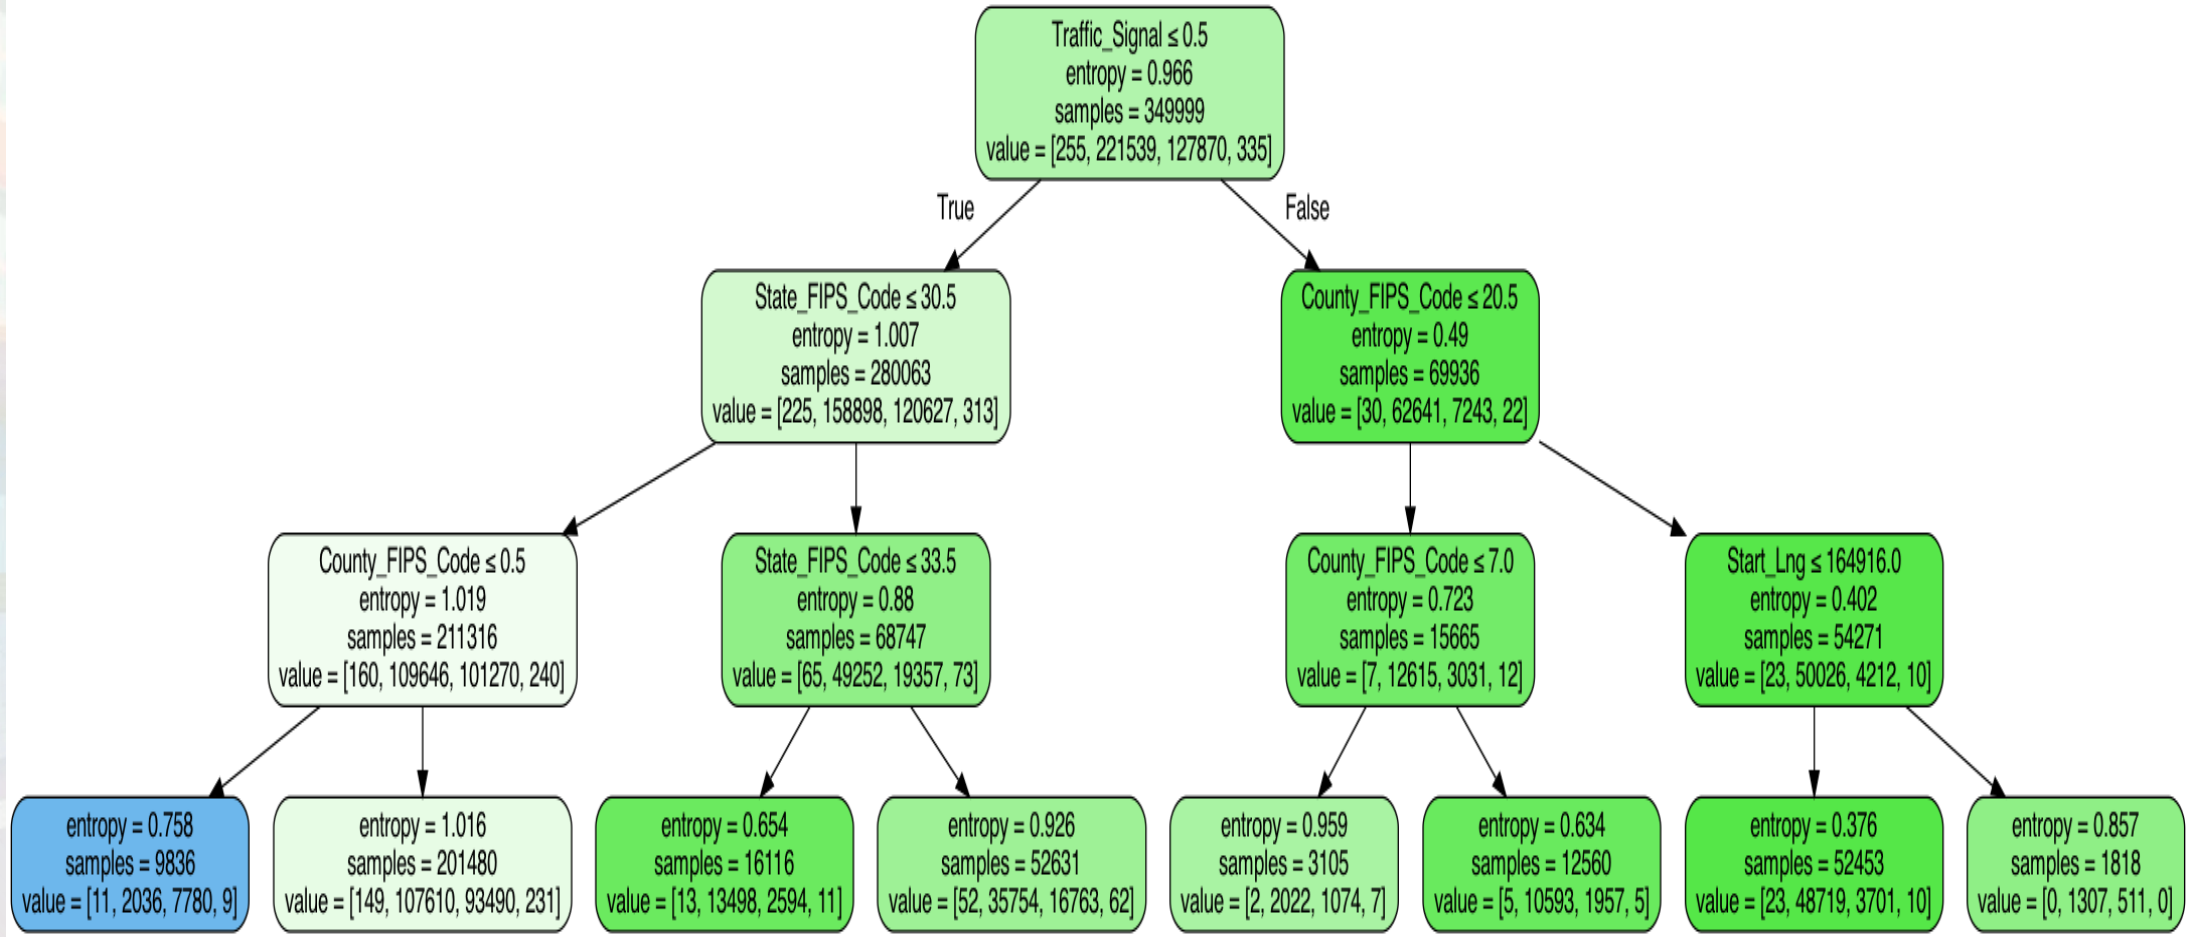 Traffic_Signal ≤ 0.5
entropy = 0.966
samples = 349999
value = [255, 221539, 127870, 335]
True
False
State_FIPS_Code ≤ 30.5
entropy = 1.007
samples = 280063
value = [225, 158898, 120627, 313]
County_FIPS_Code ≤ 20.5
entropy = 0.49
samples = 69936
value = [30, 62641, 7243, 22]
County_FIPS_Code ≤ 0.5
entropy = 1.019
samples = 211316
value = [160, 109646, 101270, 240]
State_FIPS_Code ≤ 33.5
entropy = 0.88
samples = 68747
value = [65, 49252, 19357, 73]
County_FIPS_Code ≤ 7.0
entropy = 0.723
samples = 15665
value = [7, 12615, 3031, 12]
Start_Lng ≤ 164916.0
entropy = 0.402
samples = 54271
value = [23, 50026, 4212, 10]
entropy = 0.758
samples = 9836
value = [11, 2036, 7780, 9]
entropy = 1.016
samples = 201480
value = [149, 107610, 93490, 231]
entropy = 0.654
samples = 16116
value = [13, 13498, 2594, 11]
entropy = 0.926
samples = 52631
value = [52, 35754, 16763, 62]
entropy = 0.959
samples = 3105
value = [2, 2022, 1074, 7]
entropy = 0.634
samples = 12560
value = [5, 10593, 1957, 5]
entropy = 0.376
samples = 52453
value = [23, 48719, 3701, 10]
entropy = 0.857
samples = 1818
value = [0, 1307, 511, 0]